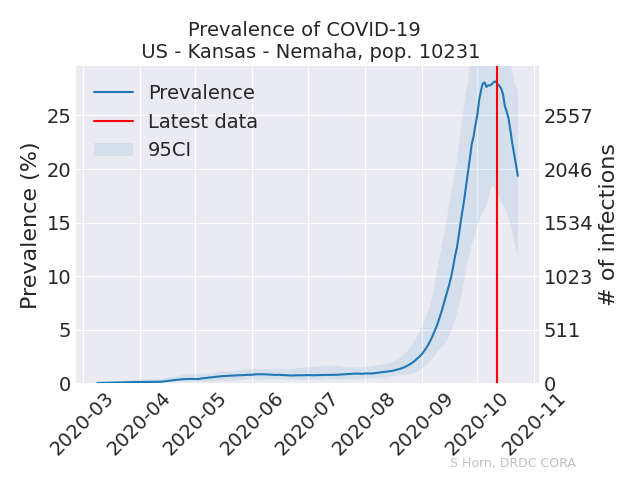 Prevalence of COVID-19
US - Kansas - Nemaha, pop. 10231
Prevalence
Latest data
95CI
Prevalence (%)
25
20
15
10
5
0
2557
2046
1534
1023
511
0
# of infections
2020-03
2020-04
2020-05
2020-06
2020-07
2020-08
2020-09
2020-10
2020-11
S Horn, DRDC CORA